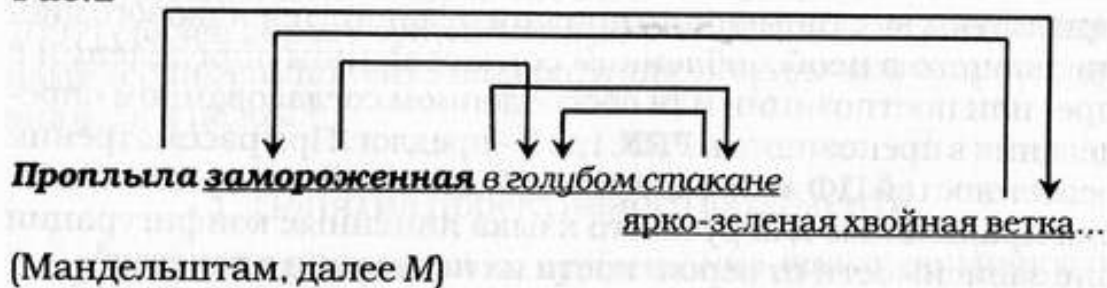 Проплыла замороженная в голубом стакане
ярко-зеленая хвойная ветка...
(Мандельштам, далее М)